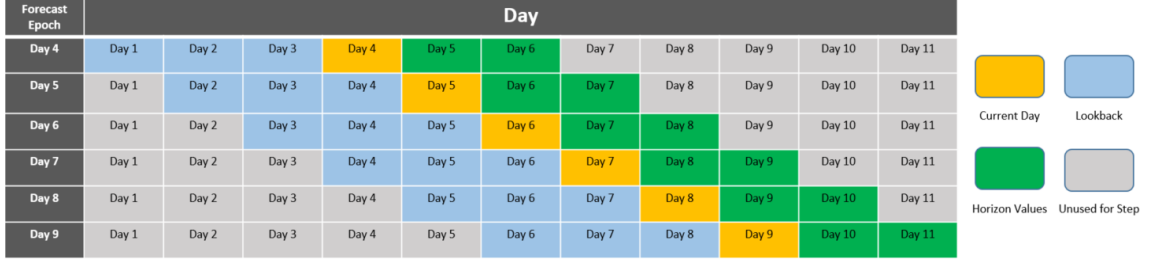 Forecast Epoch Day
Day 4 Day 1 Day 2 Day 3 Day 4 Day 5 Day 6 Day 7 Day 8 Day 9 Day 10 Day 11
Day 5 Day 1 Day 2 Day 3 Day 4 Day 5 Day 6 Day 7 Day 8 Day 9 Day 10 Day 11
Day 6 Day 1 Day 2 Day 3 Day 4 Day 5 Day 6 Day 7 Day 8 Day 9 Day 10 Day 11
Day 7 Day 1 Day 2 Day 3 Day 4 Day 5 Day 6 Day 7 Day 8 Day 9 Day 10 Day 11
Day 8 Day 1 Day 2 Day 3 Day 4 Day 5 Day 6 Day 7 Day 8 Day 9 Day 10 Day 11
Day 9 Day 1 Day 2 Day 3 Day 4 Day 5 Day 6 Day 7 Day 8 Day 9 Day 10 Day 11
Current Day Lookback
Horizon Values Unused for Step